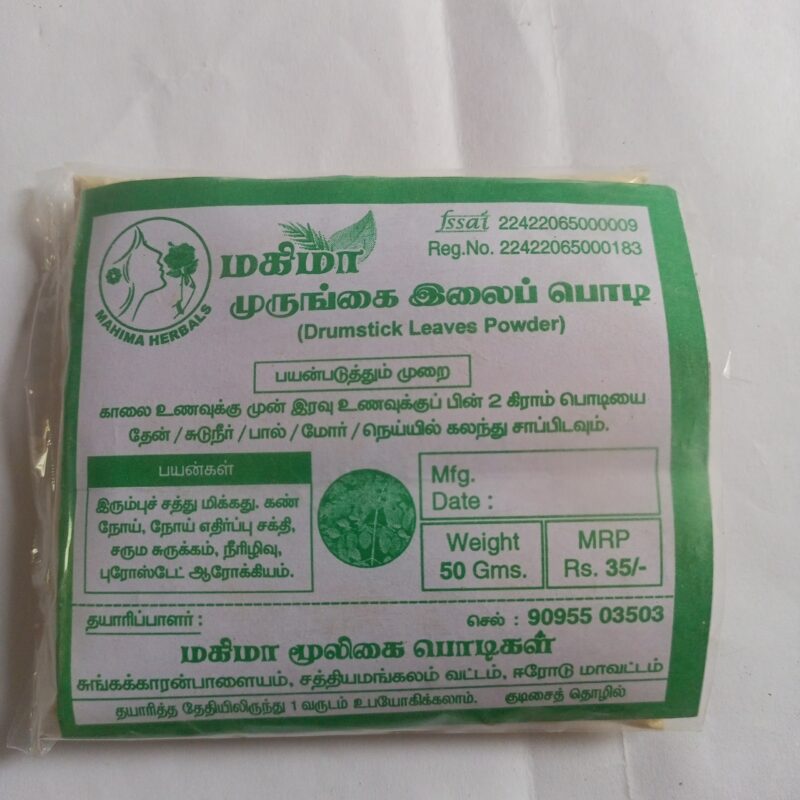 fssai 22422065000009
Reg.No. 22422065000183
MAHIMA HERBALS
மகிமா
முருங்கை இலைப் பொடி
(Drumstick Leaves Powder)
பயன்படுத்தும் முறை
காலை உணவுக்கு முன் இரவு உணவுக்குப் பின் 2 கிராம் பொடியை
தேன் / சுடுநீர் / பால் / மோர் / நெய்யில் கலந்து சாப்பிடவும்.
பயன்கள்
இரும்புச் சத்து மிக்கது. கண்
நோய், நோய் எதிர்ப்பு சக்தி,
சரும சுருக்கம், நீரிழிவு,
புரோஸ்டேட் ஆரோக்கியம்.
Mfg.
Date :
Weight
50 Gms.
MRP
Rs. 35/-
தயாரிப்பாளர் :
செல் : 90955 03503
மகிமா மூலிகை பொடிகள்
சுங்கக்காரன்பாளையம், சத்தியமங்கலம் வட்டம், ஈரோடு மாவட்டம்
தயாரித்த தேதியிலிருந்து 1 வருடம் உபயோகிக்கலாம். குடிசைத் தொழில்